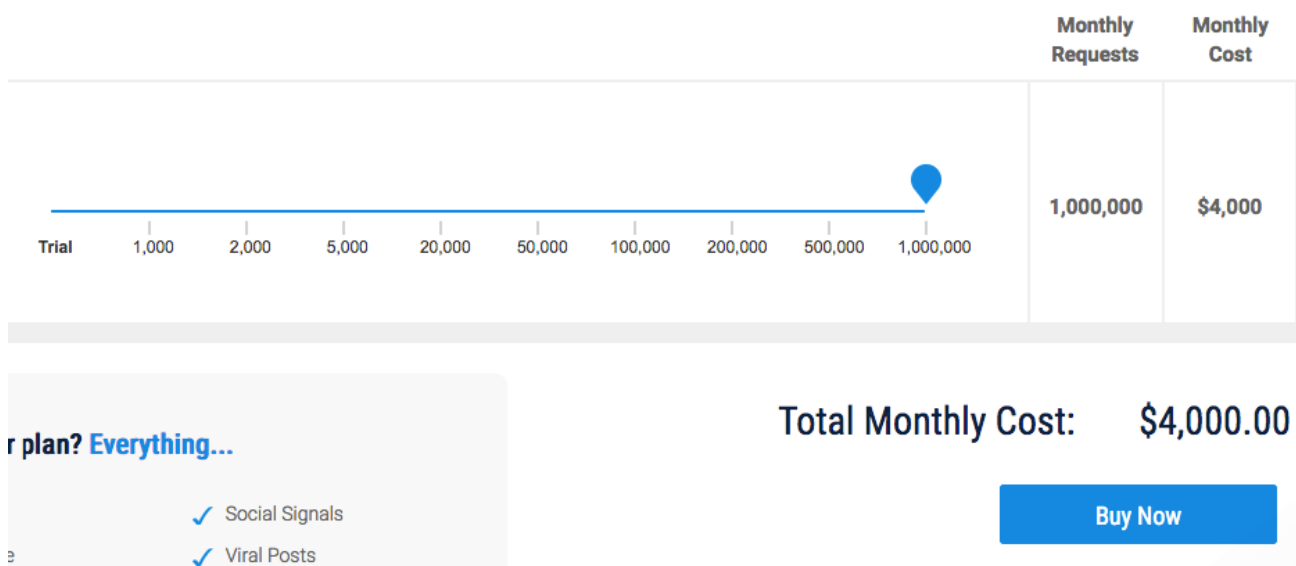 Monthly Requests
Monthly Cost
Trial
1,000
2,000
5,000
20,000
50,000
100,000
200,000
500,000
1,000,000
1,000,000
$4,000
Total Monthly Cost: $4,000.00
r plan? Everything...
Buy Now
Social Signals
e
Viral Posts